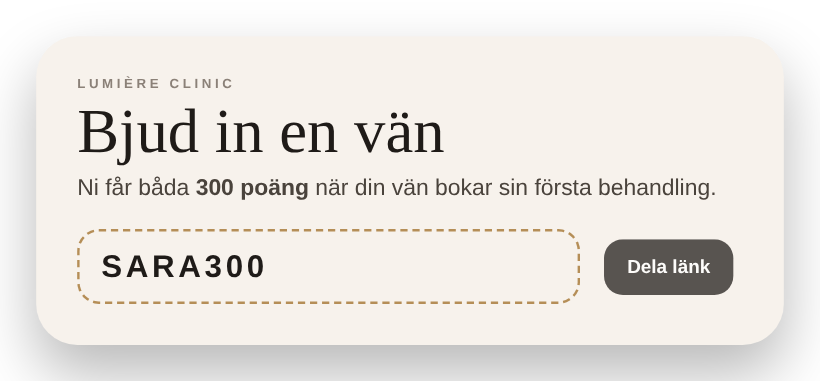 LUMIÈRE CLINIC
Bjud in en vän
Ni får båda 300 poäng när din vän bokar sin första behandling.
SARA300
Dela länk